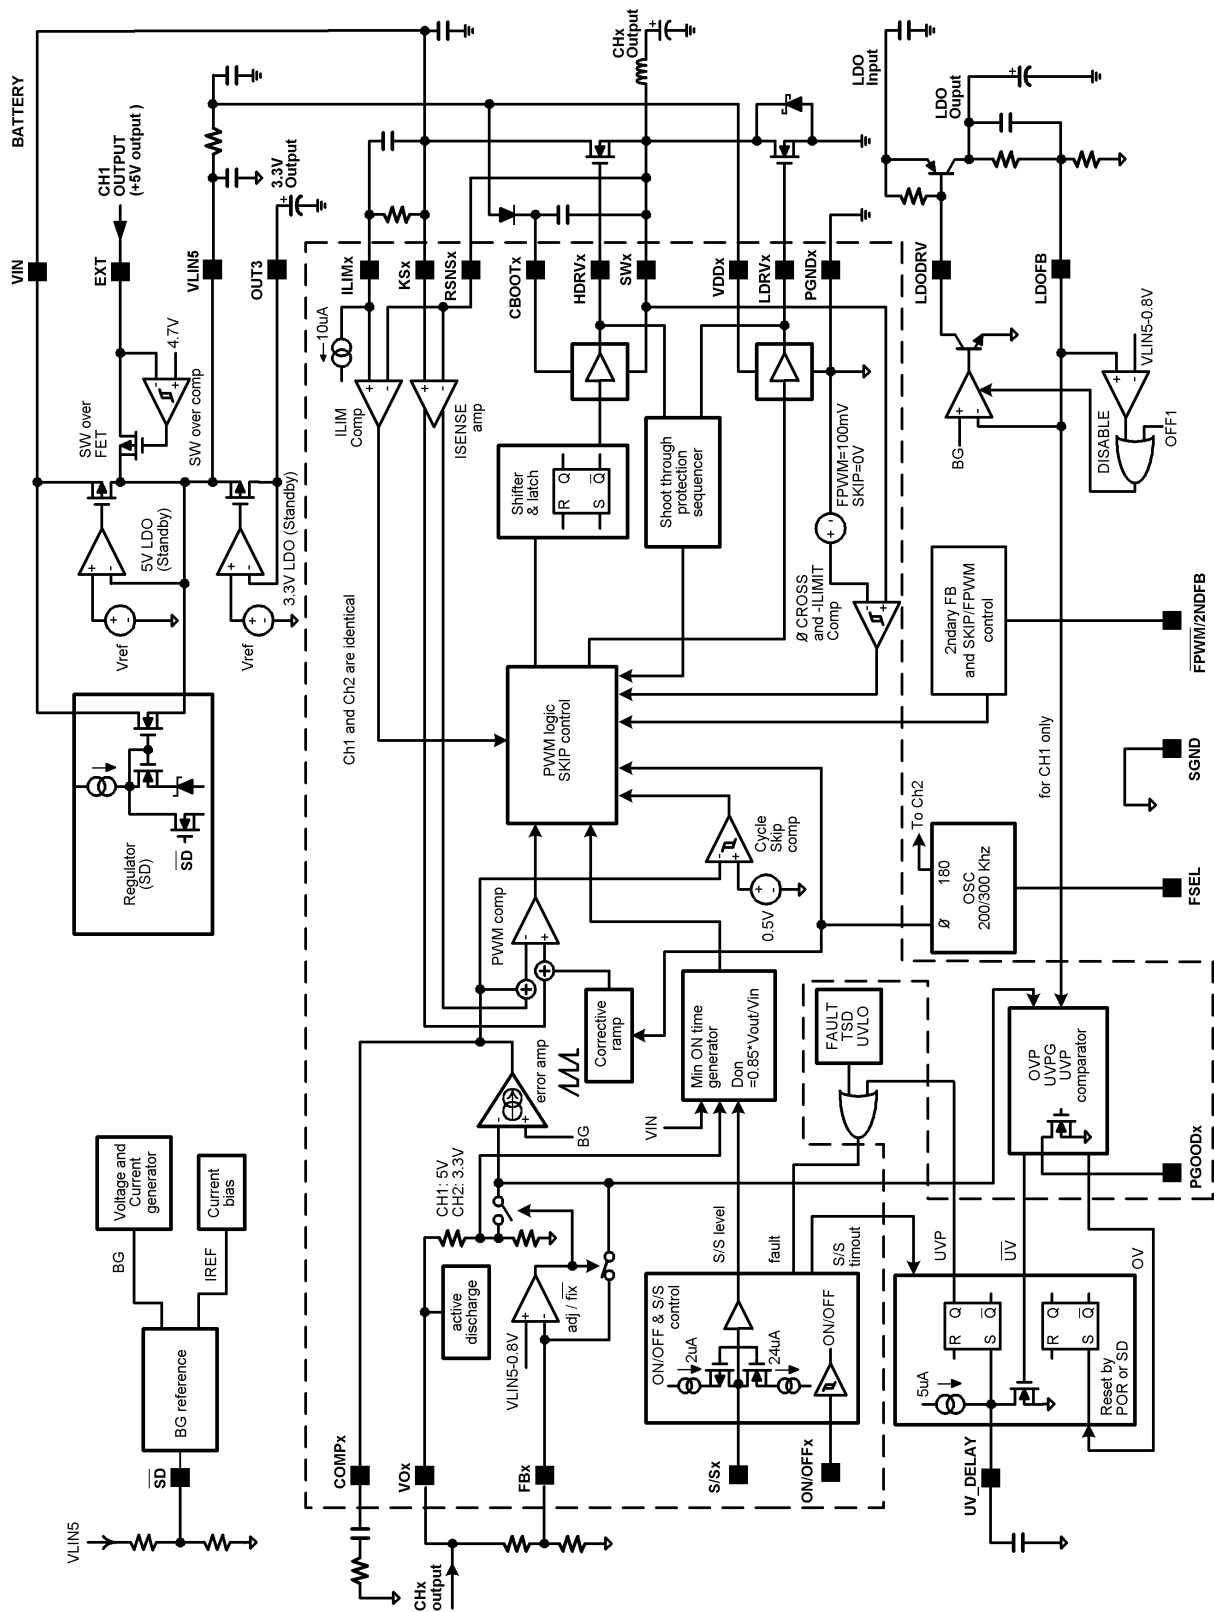 VLIN5
SD
BG reference
BG
IREF
Voltage and
Current
generator
Current
bias
Regulator
(SD)
SD
Vref
+
-
Vref
+
-
5V LDO
(Standby)
+
-
3.3V LDO (Standby)
+
-
SW over
FET
SW over comp
-
+
4.7V
VIN
EXT
VLIN5
OUT3
BATTERY
CH1
OUTPUT
(+5V output )
3.3V
Output
+
CHx
output
COMPx
VOx
FBx
active
discharge
VLIN5-0.8V
+
-
adj / fix
CH1: 5V
CH2: 3.3V
error amp
-
+
BG
Corrective
ramp
PWM comp
-
+
Ch1 and Ch2 are identical
PWM logic
SKIP control
Shifter
& latch
R
Q
S
Q
ILIM
Comp
+
-
ISENSE
amp
+
-
10uA
ILIMx
KSx
RSNSx
CBOOTx
HDRVx
SWx
VDDx
LDRVx
PGNDx
CHx
Output
+
Shoot through
protection
sequencer
FPWM=100mV
SKIP=0V
+
-
Ø CROSS
and -ILIMIT
Comp
-
+
Cycle
Skip
comp
-
+
+
-
0.5V
Min ON time
generator
Don
=0.85*Vout/Vin
VIN
S/S level
fault
S/S
timout
ON/OFF & S/S
control
2uA
24uA
ON/OFF
S/Sx
ON/OFFx
FAULT
TSD
UVLO
UVP
UV
OV
R
Q
S
Q
R
Q
S
Q
5uA
Reset by
POR or SD
UV_DELAY
OVP
UVPG
UVP
comparator
PGOODx
Ø
180
OSC
200/300 Khz
To Ch2
FSEL
SGND
for CH1 only
2ndary FB
and SKIP/FPWM
control
FPWM/2NDFB
BG
+
-
DISABLE
OFF1
+
-
VLIN5-0.8V
LDODRV
LDOFB
LDO
Input
LDO
Ouput
+